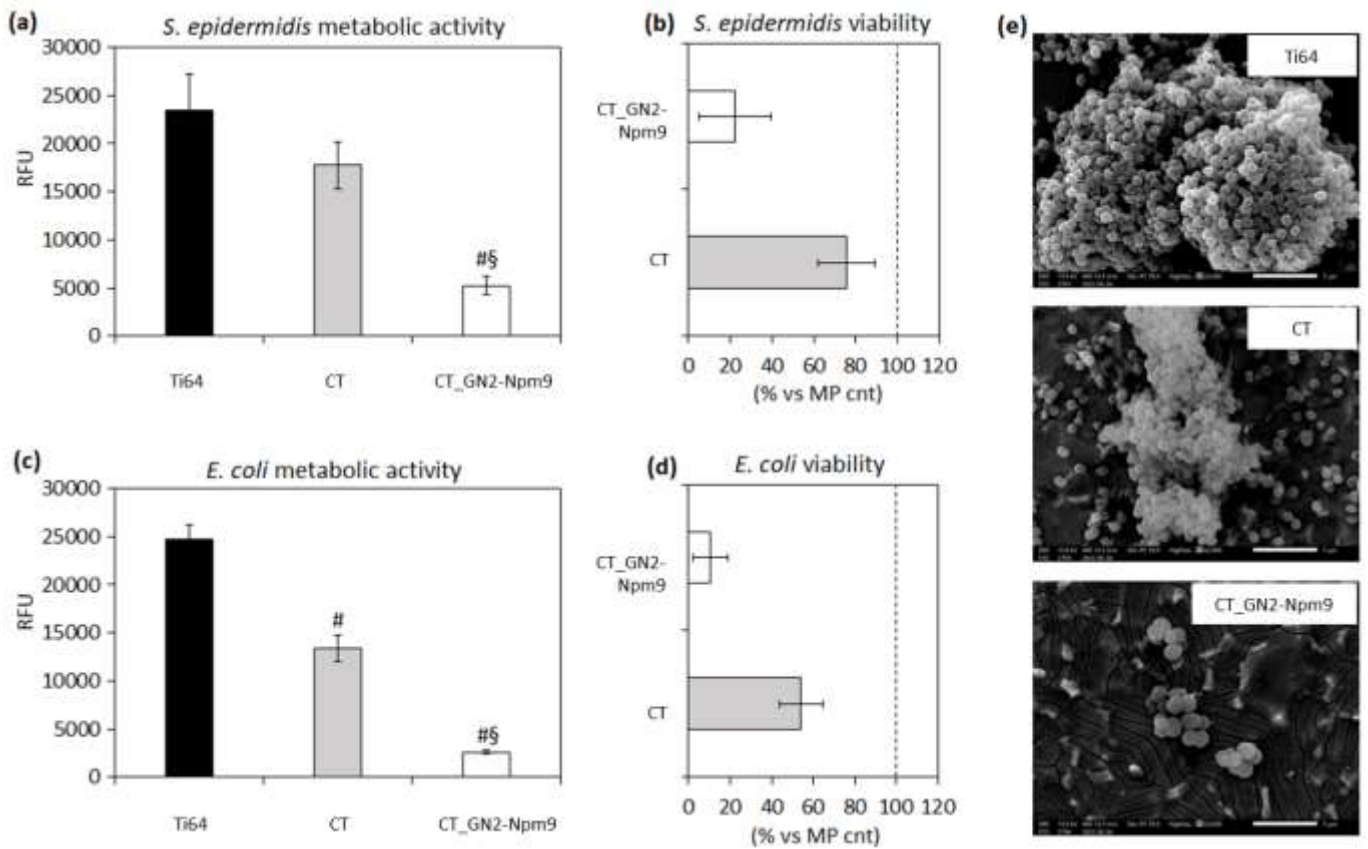 (a)
S. epidermidis metabolic activity
30000
25000
20000
15000
10000
5000
0
RFU
#§
Ti64
CT
CT_GN2-Npm9
(b)
S. epidermidis viability
CT_GN2-
Npm9
CT
0 20 40 60 80 100 120
(% vs MP cnt)
(c)
E. coli metabolic activity
30000
25000
20000
15000
10000
5000
0
RFU
#
#§
Ti64
CT
CT_GN2-Npm9
(d)
E. coli viability
CT_GN2-
Npm9
CT
0 20 40 60 80 100 120
(% vs MP cnt)
(e)
Ti64
CT
CT_GN2-Npm9